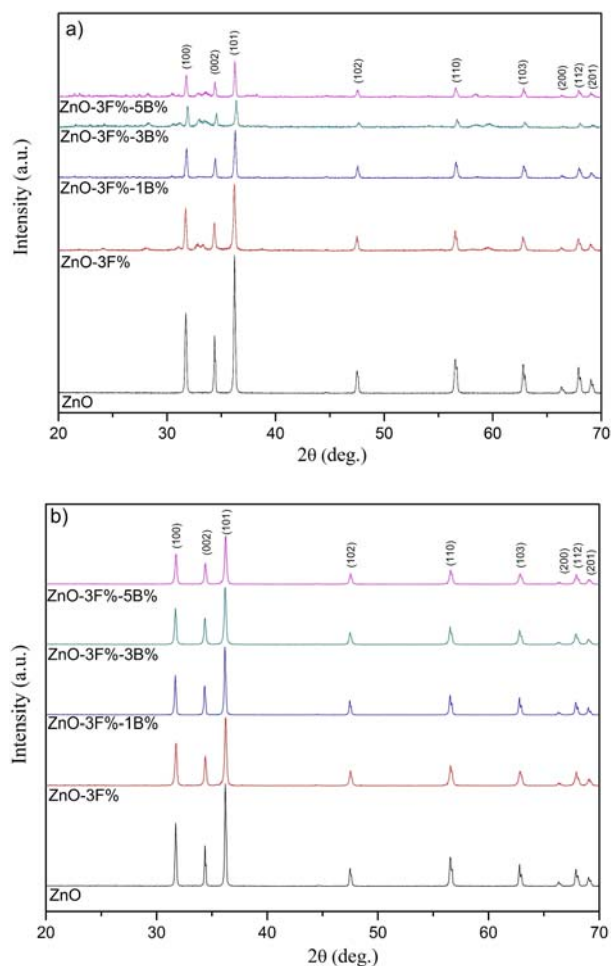 a)
(100)
(002)
(101)
(102)
(110)
(103)
(200)
(112)
(201)
ZnO-3F%-5B%
ZnO-3F%-3B%
ZnO-3F%-1B%
ZnO-3F%
ZnO
Intensity (a.u.)
20 30 40 50 60 70
2θ (deg.)
b)
(100)
(002)
(101)
(102)
(110)
(103)
(200)
(112)
(201)
ZnO-3F%-5B%
ZnO-3F%-3B%
ZnO-3F%-1B%
ZnO-3F%
ZnO
Intensity (a.u.)
20 30 40 50 60 70
2θ (deg.)